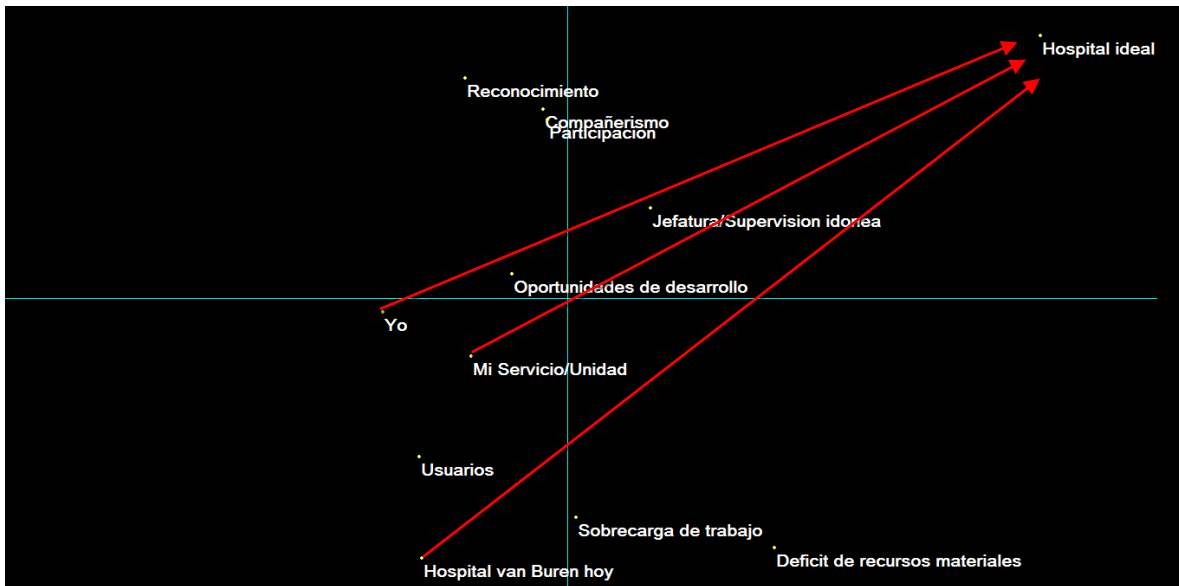 Hospital ideal
Reconocimiento
Compañerismo
Participacion
Jefatura/Supervision idonea
Oportunidades de desarrollo
Yo
Mi Servicio/Unidad
Usuarios
Sobrecarga de trabajo
Deficit de recursos materiales
Hospital van Buren hoy